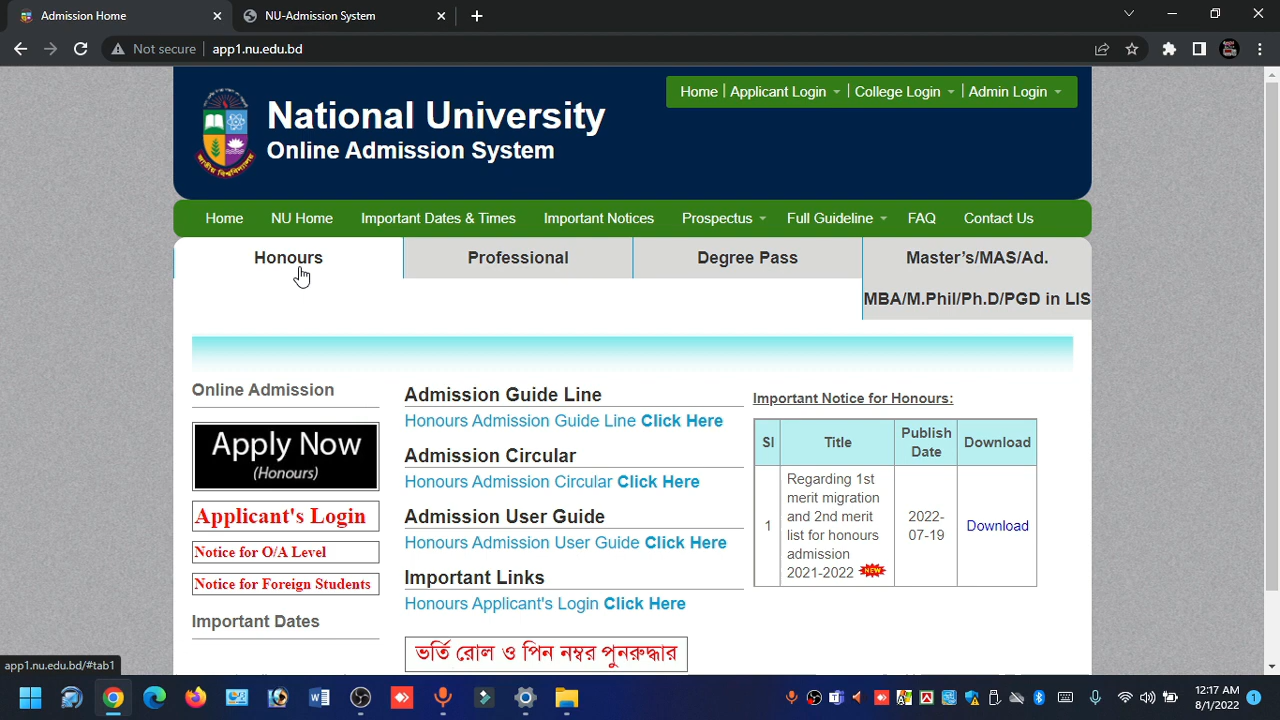 Admission Home
NU-Admission System
Not secure
app1.nu.edu.bd
National University
Online Admission System
Home
Applicant Login
College Login
Admin Login
Home
NU Home
Important Dates & Times
Important Notices
Prospectus
Full Guideline
FAQ
Contact Us
Honours
Professional
Degree Pass
Master's/MAS/Ad.
MBA/M.Phil/Ph.D/PGD in LIS
Online Admission
Apply Now
(Honours)
Applicant's Login
Notice for O/A Level
Notice for Foreign Students
Important Dates
Admission Guide Line
Honours Admission Guide Line Click Here
Admission Circular
Honours Admission Circular Click Here
Admission User Guide
Honours Admission User Guide Click Here
Important Links
Honours Applicant's Login Click Here
ভর্তি রোল ও পিন নম্বর পুনরুদ্ধার
Important Notice for Honours:
Sl
Title
Publish
Date
Download
1
Regarding 1st
merit migration
and 2nd merit
list for honours
admission
2021-2022 NEW
2022-
07-19
Download
app1.nu.edu.bd/#tab1
12:17 AM
8/1/2022